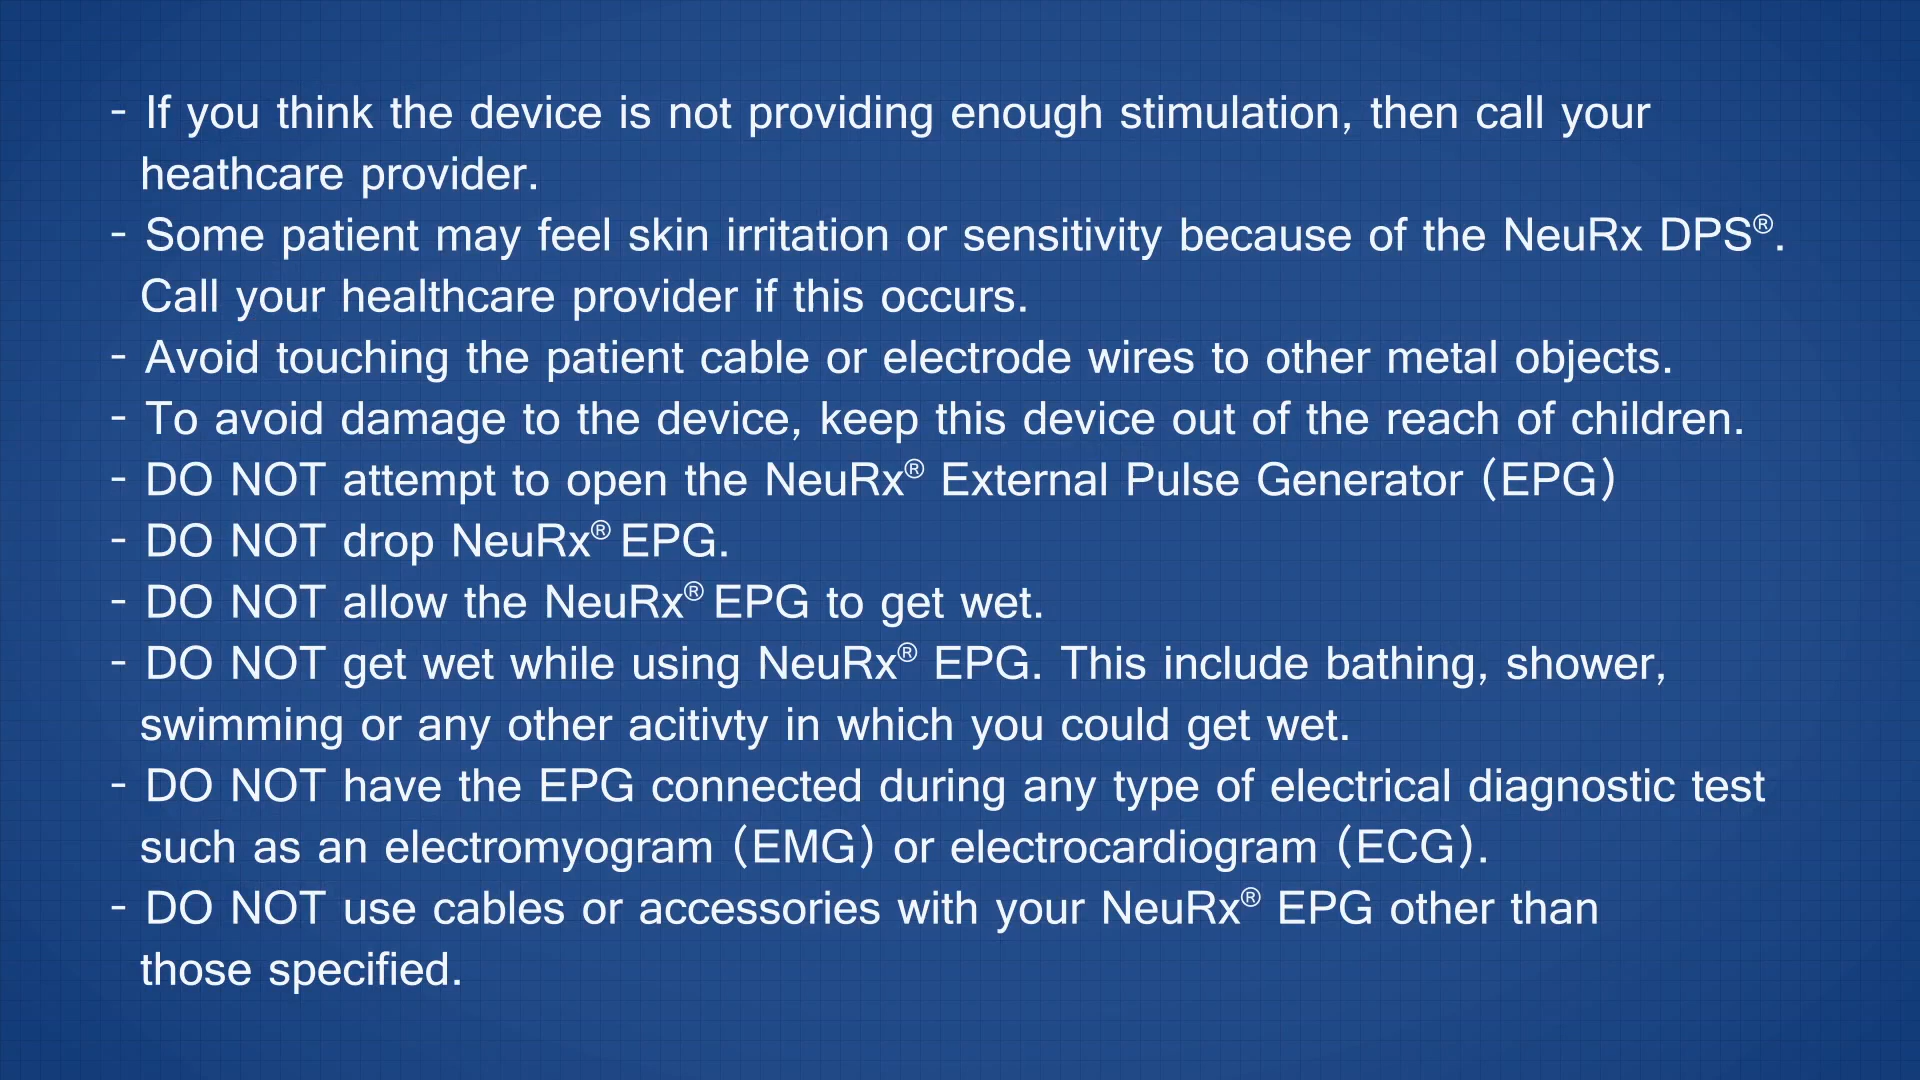 - If you think the device is not providing enough stimulation, then call your
heathcare provider.
- Some patient may feel skin irritation or sensitivity because of the NeuRx DPS®.
Call your healthcare provider if this occurs.
- Avoid touching the patient cable or electrode wires to other metal objects.
- To avoid damage to the device, keep this device out of the reach of children.
- DO NOT attempt to open the NeuRx® External Pulse Generator (EPG)
- DO NOT drop NeuRx® EPG.
- DO NOT allow the NeuRx® EPG to get wet.
- DO NOT get wet while using NeuRx® EPG. This include bathing, shower,
swimming or any other acitivty in which you could get wet.
- DO NOT have the EPG connected during any type of electrical diagnostic test
such as an electromyogram (EMG) or electrocardiogram (ECG).
- DO NOT use cables or accessories with your NeuRx® EPG other than
those specified.